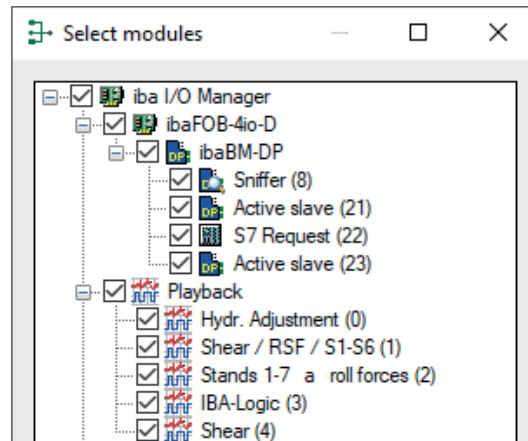 Select modules
iba I/O Manager
ibaFOB-4io-D
ibaBM-DP
Sniffer (8)
Active slave (21)
S7 Request (22)
Active slave (23)
Playback
Hydr. Adjustment (0)
Shear / RSF / S1-S6 (1)
Stands 1-7 a roll forces (2)
IBA-Logic (3)
Shear (4)